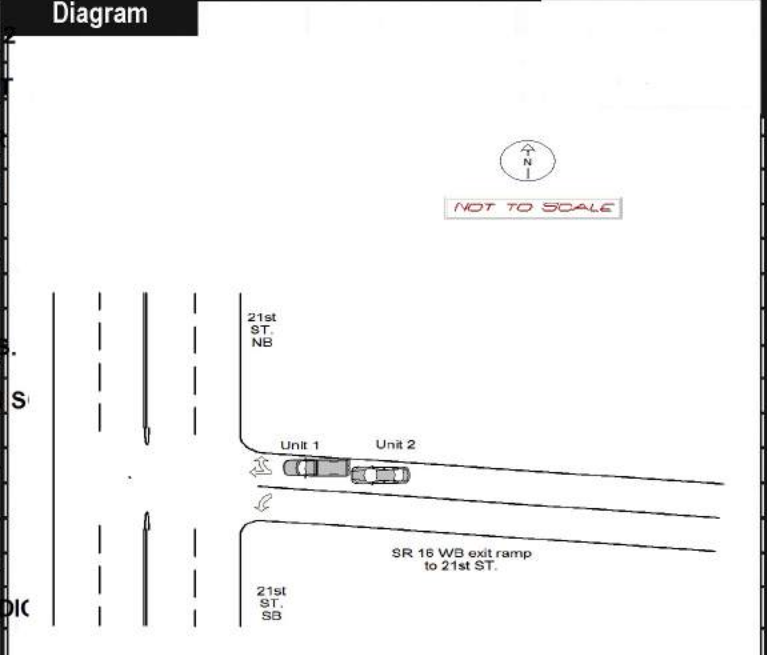 Diagram
N
NOT TO SCALE
21st
ST.
NB
Unit 1
Unit 2
SR 16 WB exit ramp
to 21st ST.
21st
ST.
SB